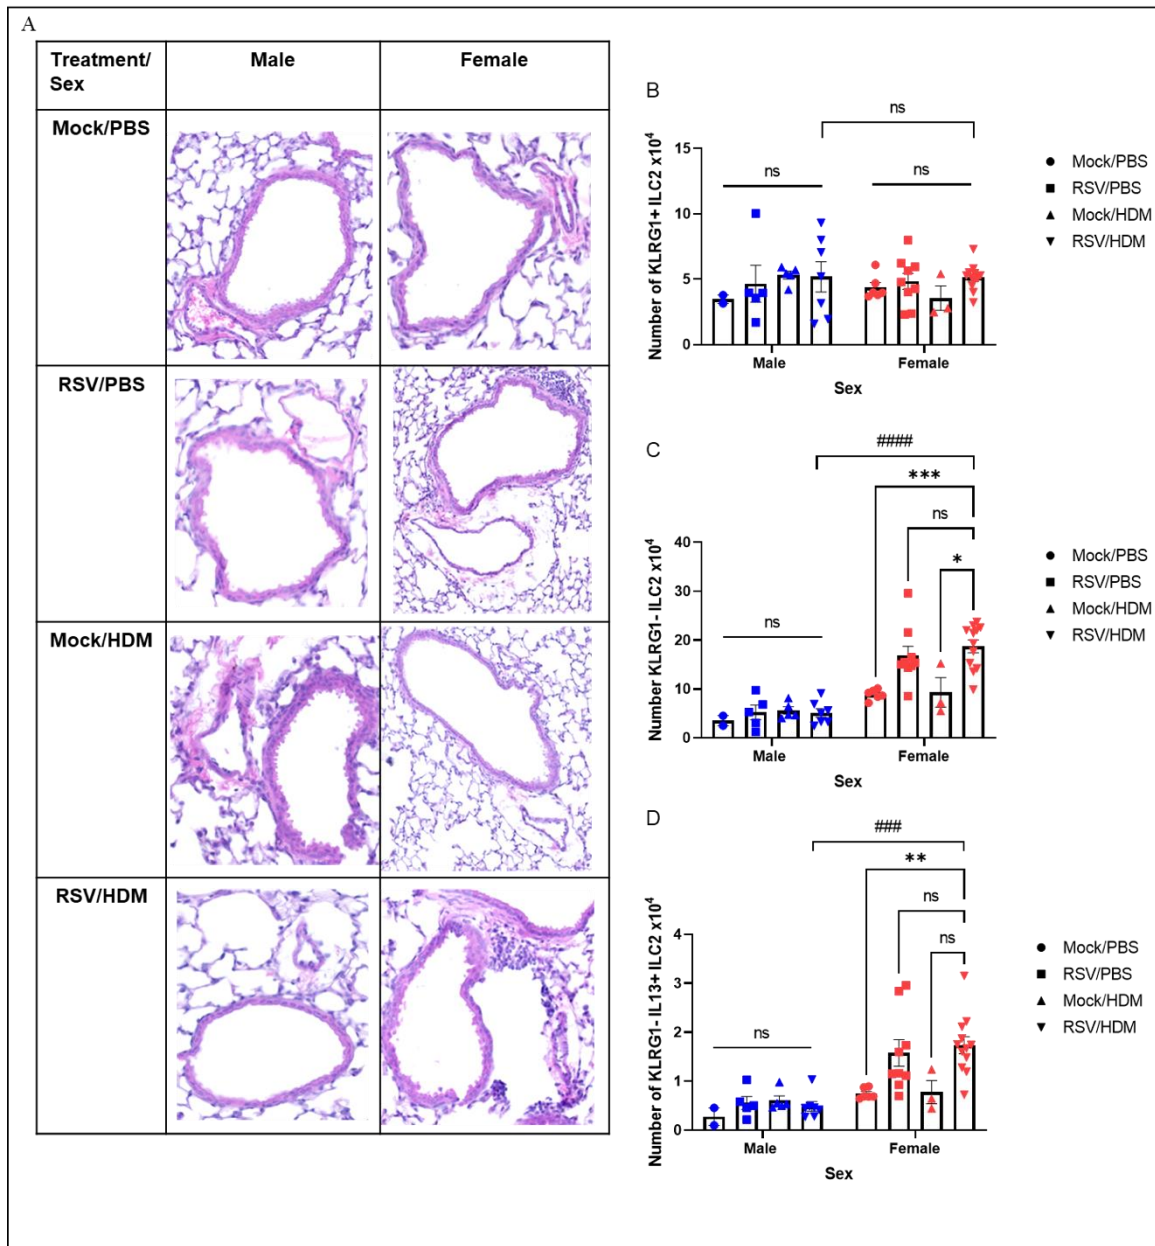 A
Treatment/ Male Female
Sex
Mock/PBS
RSV/PBS
Mock/HDM
RSV/HDM
B
ns
ns ns
Number of KLRG1+ ILC2 x10⁴
15
10
5
0
Male Female
Sex
Mock/PBS
RSV/PBS
Mock/HDM
RSV/HDM
C
####
***
ns
*
ns
Number KLRG1- ILC2 x10⁴
40
30
20
10
0
Male Female
Sex
Mock/PBS
RSV/PBS
Mock/HDM
RSV/HDM
D
###
**
ns
ns
ns
Number of KLRG1- IL13+ ILC2 x10⁴
4
3
2
1
0
Male Female
Sex
Mock/PBS
RSV/PBS
Mock/HDM
RSV/HDM